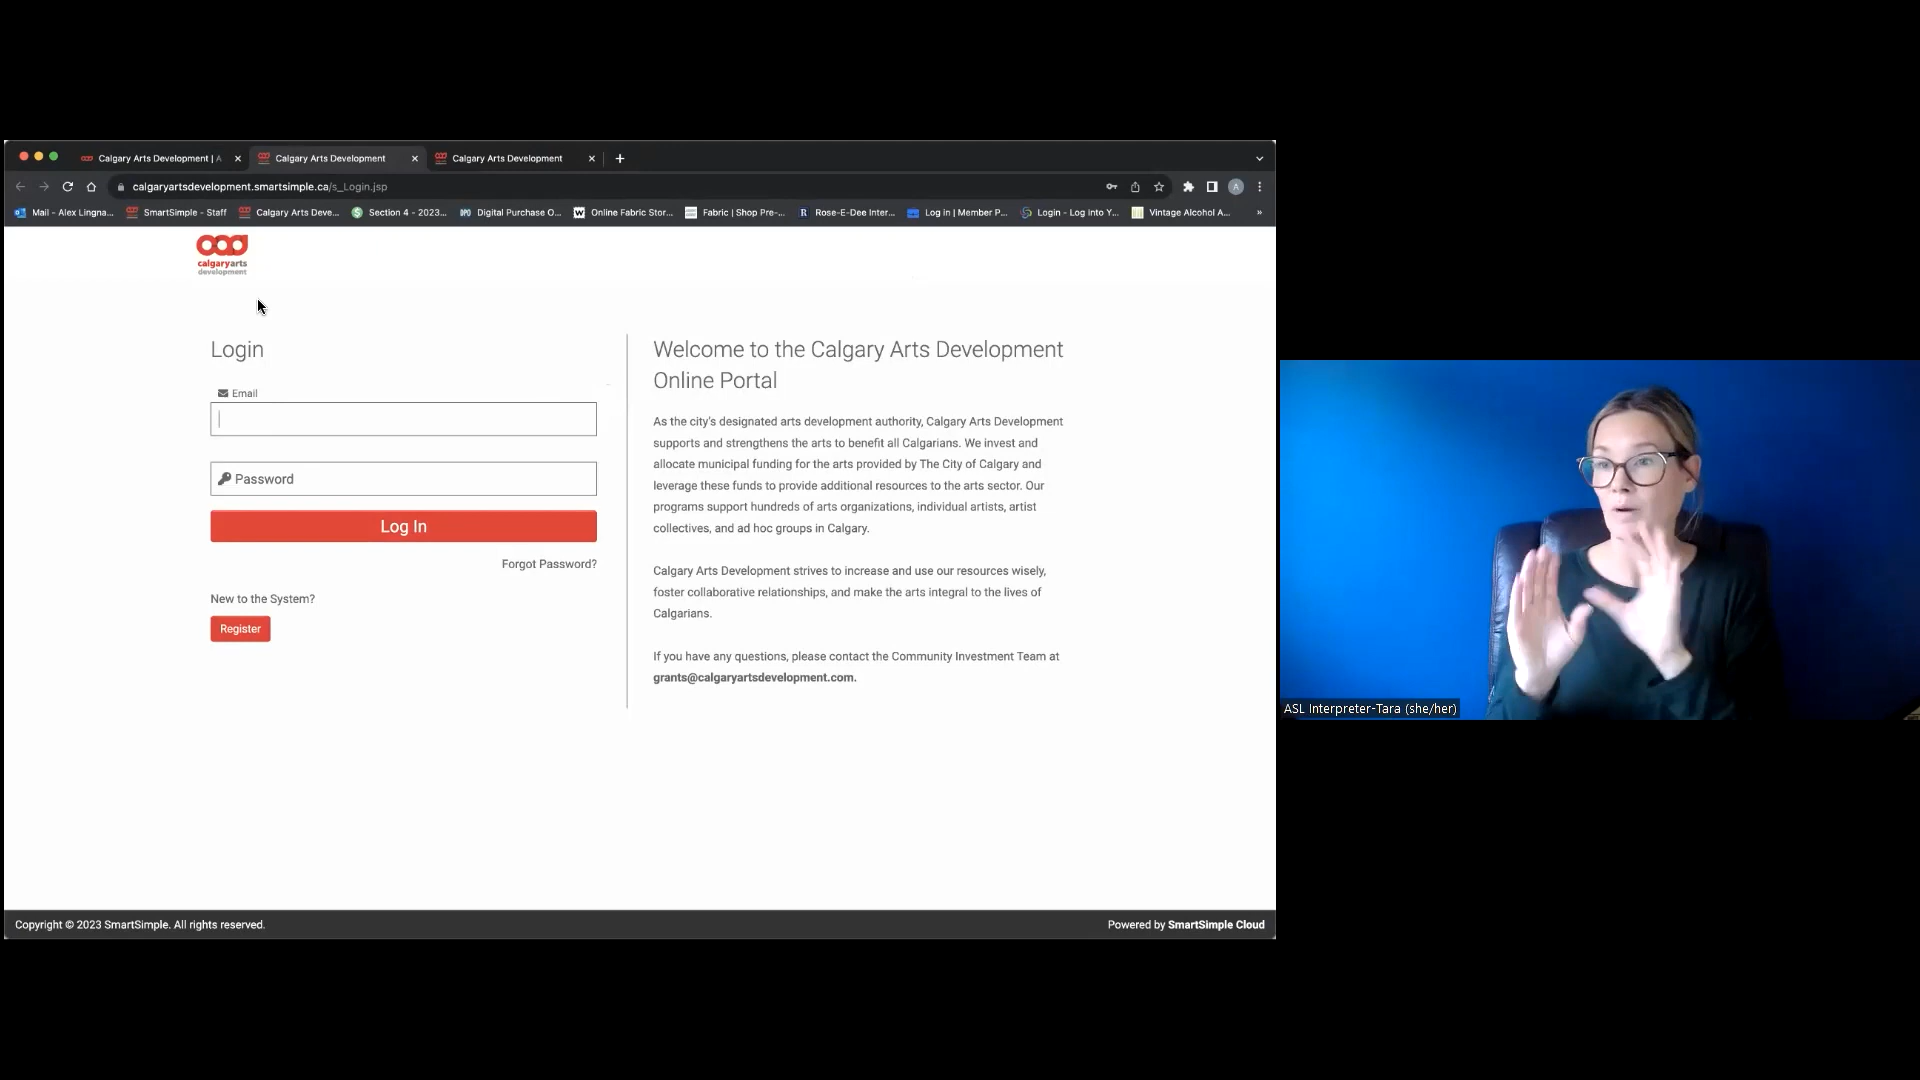 Calgary Arts Development | A
Calgary Arts Development
Calgary Arts Development
calgaryartsdevelopment.smartsimple.ca/s_Login.jsp
A
Mail - Alex Lingna...
SmartSimple - Staff
Calgary Arts Deve...
Section 4 - 2023...
Digital Purchase O...
Online Fabric Stor...
Fabric | Shop Pre-...
Rose-E-Dee Inter...
Log in | Member P...
Login - Log Into Y...
Vintage Alcohol A...
calgaryarts
development
Login
Email
Password
Log In
Forgot Password?
New to the System?
Register
Welcome to the Calgary Arts Development
Online Portal
As the city's designated arts development authority, Calgary Arts Development
supports and strengthens the arts to benefit all Calgarians. We invest and
allocate municipal funding for the arts provided by The City of Calgary and
leverage these funds to provide additional resources to the arts sector. Our
programs support hundreds of arts organizations, individual artists, artist
collectives, and ad hoc groups in Calgary.
Calgary Arts Development strives to increase and use our resources wisely,
foster collaborative relationships, and make the arts integral to the lives of
Calgarians.
If you have any questions, please contact the Community Investment Team at
grants@calgaryartsdevelopment.com.
ASL Interpreter-Tara (she/her)
Copyright © 2023 SmartSimple. All rights reserved.
Powered by SmartSimple Cloud